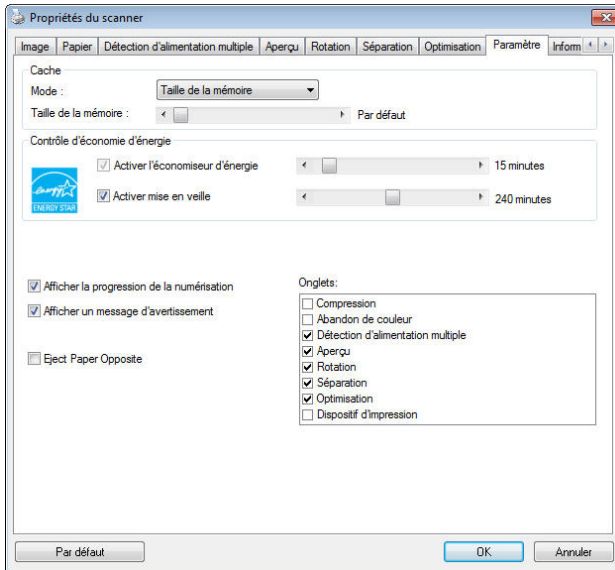 Propriétés du scanner
Image Papier Détection d'alimentation multiple Aperçu Rotation Séparation Optimisation Paramètre Inform
Cache
Mode : Taille de la mémoire
Taille de la mémoire : Par défaut
Contrôle d'économie d'énergie
Activer l'économiseur d'énergie 15 minutes
energy
ENERGY STAR
Activer mise en veille 240 minutes
Afficher la progression de la numérisation
Afficher un message d'avertissement
Eject Paper Opposite
Onglets:
Compression
Abandon de couleur
Détection d'alimentation multiple
Aperçu
Rotation
Séparation
Optimisation
Dispositif d'impression
Par défaut OK Annuler